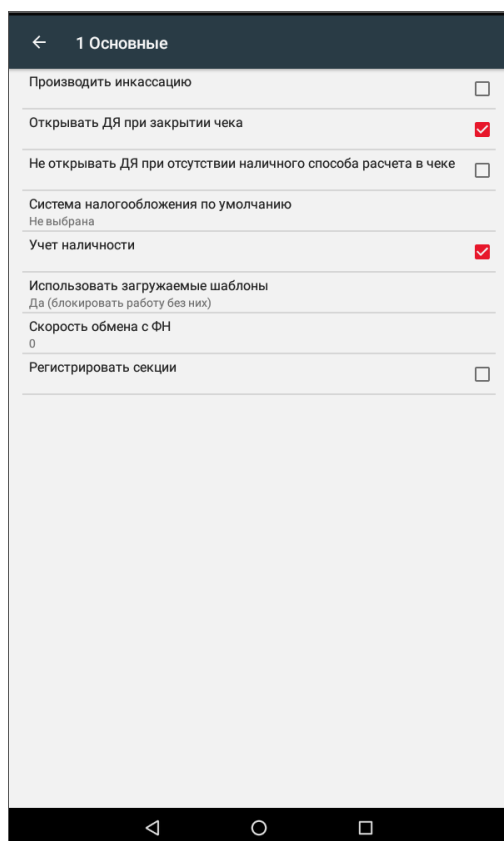 1 Основные
Производить инкассацию
Открывать ДЯ при закрытии чека
Не открывать ДЯ при отсутствии наличного способа расчета в чеке
Система налогообложения по умолчанию
Не выбрана
Учет наличности
Использовать загружаемые шаблоны
Да (блокировать работу без них)
Скорость обмена с ФН
0
Регистрировать секции